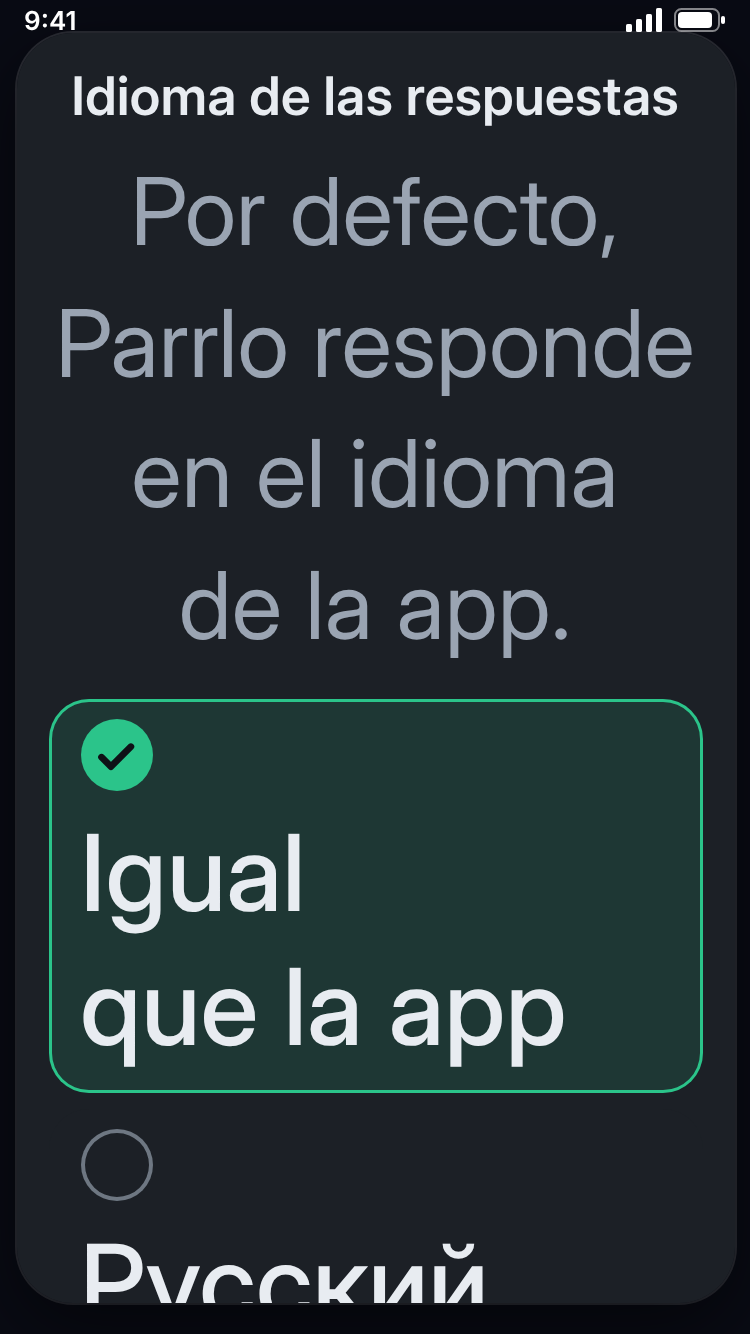 9:41
Idioma de las respuestas
Por defecto,
Parrlo responde
en el idioma
de la app.
Igual
que la app
Русский